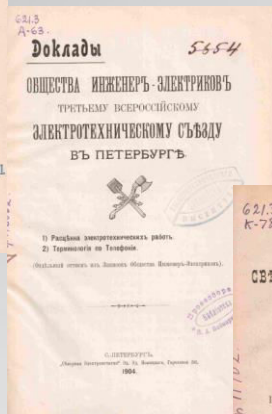 621.3
А-63.
Доклады
5654
ОБЩЕСТВА ИНЖЕНЕРЪ-ЭЛЕКТРИКОВЪ
ТРЕТЬЕМУ ВСЕРОССІЙСКОМУ
ЭЛЕКТРОТЕХНИЧЕСКОМУ СЪѢЗДУ
ВЪ ПЕТЕРБУРГѢ
1) Расцѣнка электротехническихъ работъ.
2) Терминологія по Телефоніи.
(Отдѣльный оттискъ изъ Записокъ Общества Инженеръ-Электриковъ).
С.-ПЕТЕРБУРГЪ.
1904.
621.3
К-78
СВѢ